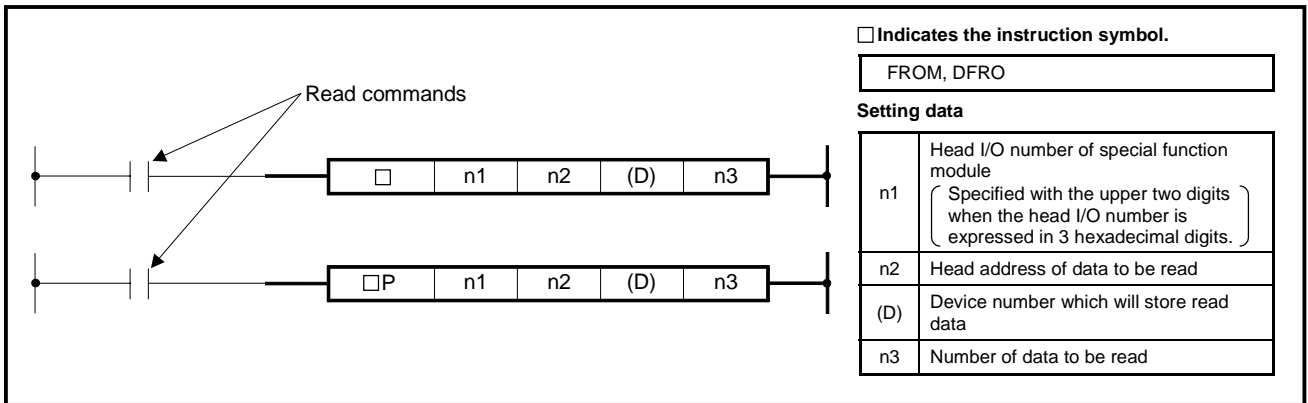 Read commands
□ n1 n2 (D) n3
□P n1 n2 (D) n3
□ Indicates the instruction symbol.
FROM, DFRO
Setting data
n1
Head I/O number of special function
module
Specified with the upper two digits
when the head I/O number is
expressed in 3 hexadecimal digits.
n2 Head address of data to be read
(D)
Device number which will store read
data
n3 Number of data to be read